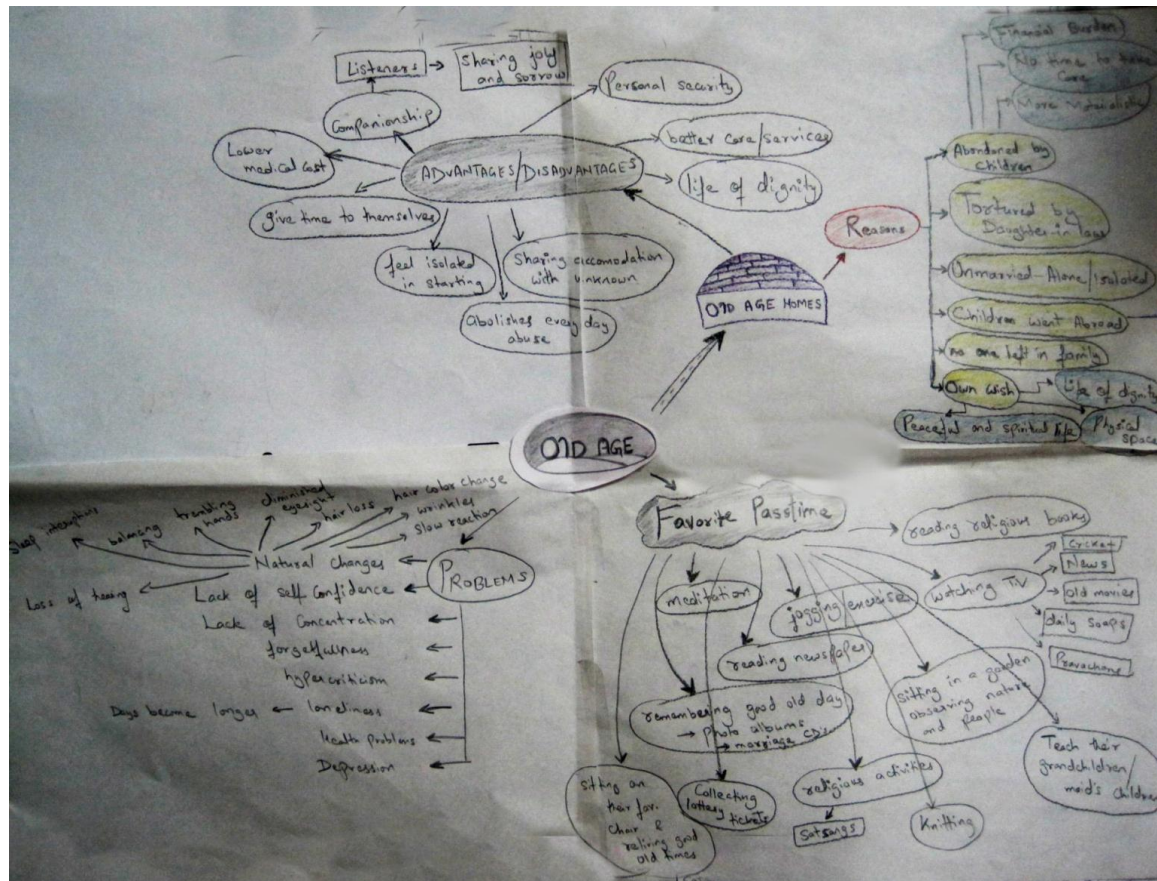 Listeners
Sharing joly
and sorrow
Companionship
Personal security
Lower
medical cost
ADVANTAGES/DISADVANTAGES
better care/services
life of dignity
give time to themselves
feel isolated
in starting
Sharing accomodation
with unknown
Abolishes every day
abuse
OlD AGE HOMES
Reasons
Financial Burden
No time to take
Care
More Materialistic
Abandoned by
Children
Tortured by
Daughter-in law
Unmarried-Alone/isolated
Children Went Abroad
no one left in family
Own wish
Life of dignity
Peaceful and spiritual life
Physical
space
OlD AGE
PROBLEMS
Natural changes
Sleep interruptions
balancing
trembling
hands
diminished
eyesight
hair loss
hair color change
wrinkles
slow reaction
Loss of hearing
Lack of self Confidence
Lack of Concentration
forgetfullness
hypercriticism
Days become longer
loneliness
Health Problems
Depression
Favorite Passtime
reading religious books
watching TV
Cricket
News
old movies
daily soaps
Pravachans
meditation
jogging/exercise
reading newspaper
remembering good old day
photo albums
marriage CD's
sitting in a garden
observing nature
and people
Teach their
grandchildren/
maid's children
sitting on
their fav.
chair &
reliving good
old times
Collecting
lottery
tickets
religious activities
Satsangs
Knitting